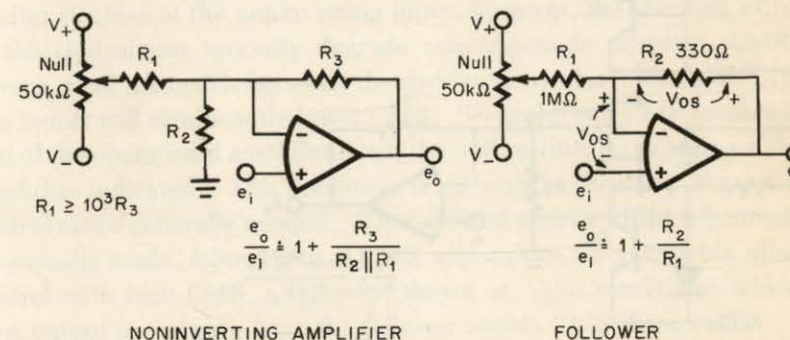 V+
Null
50kΩ
V−
R1
R2
R3
eo
ei
R1 ≥ 10³R3
eo/ei ≐ 1 + R3/(R2 || R1)
NONINVERTING AMPLIFIER
V+
Null
50kΩ
V−
R1
1MΩ
R2 330Ω
− VOS +
±
VOS
−
+
ei
eo/ei ≐ 1 + R2/R1
FOLLOWER